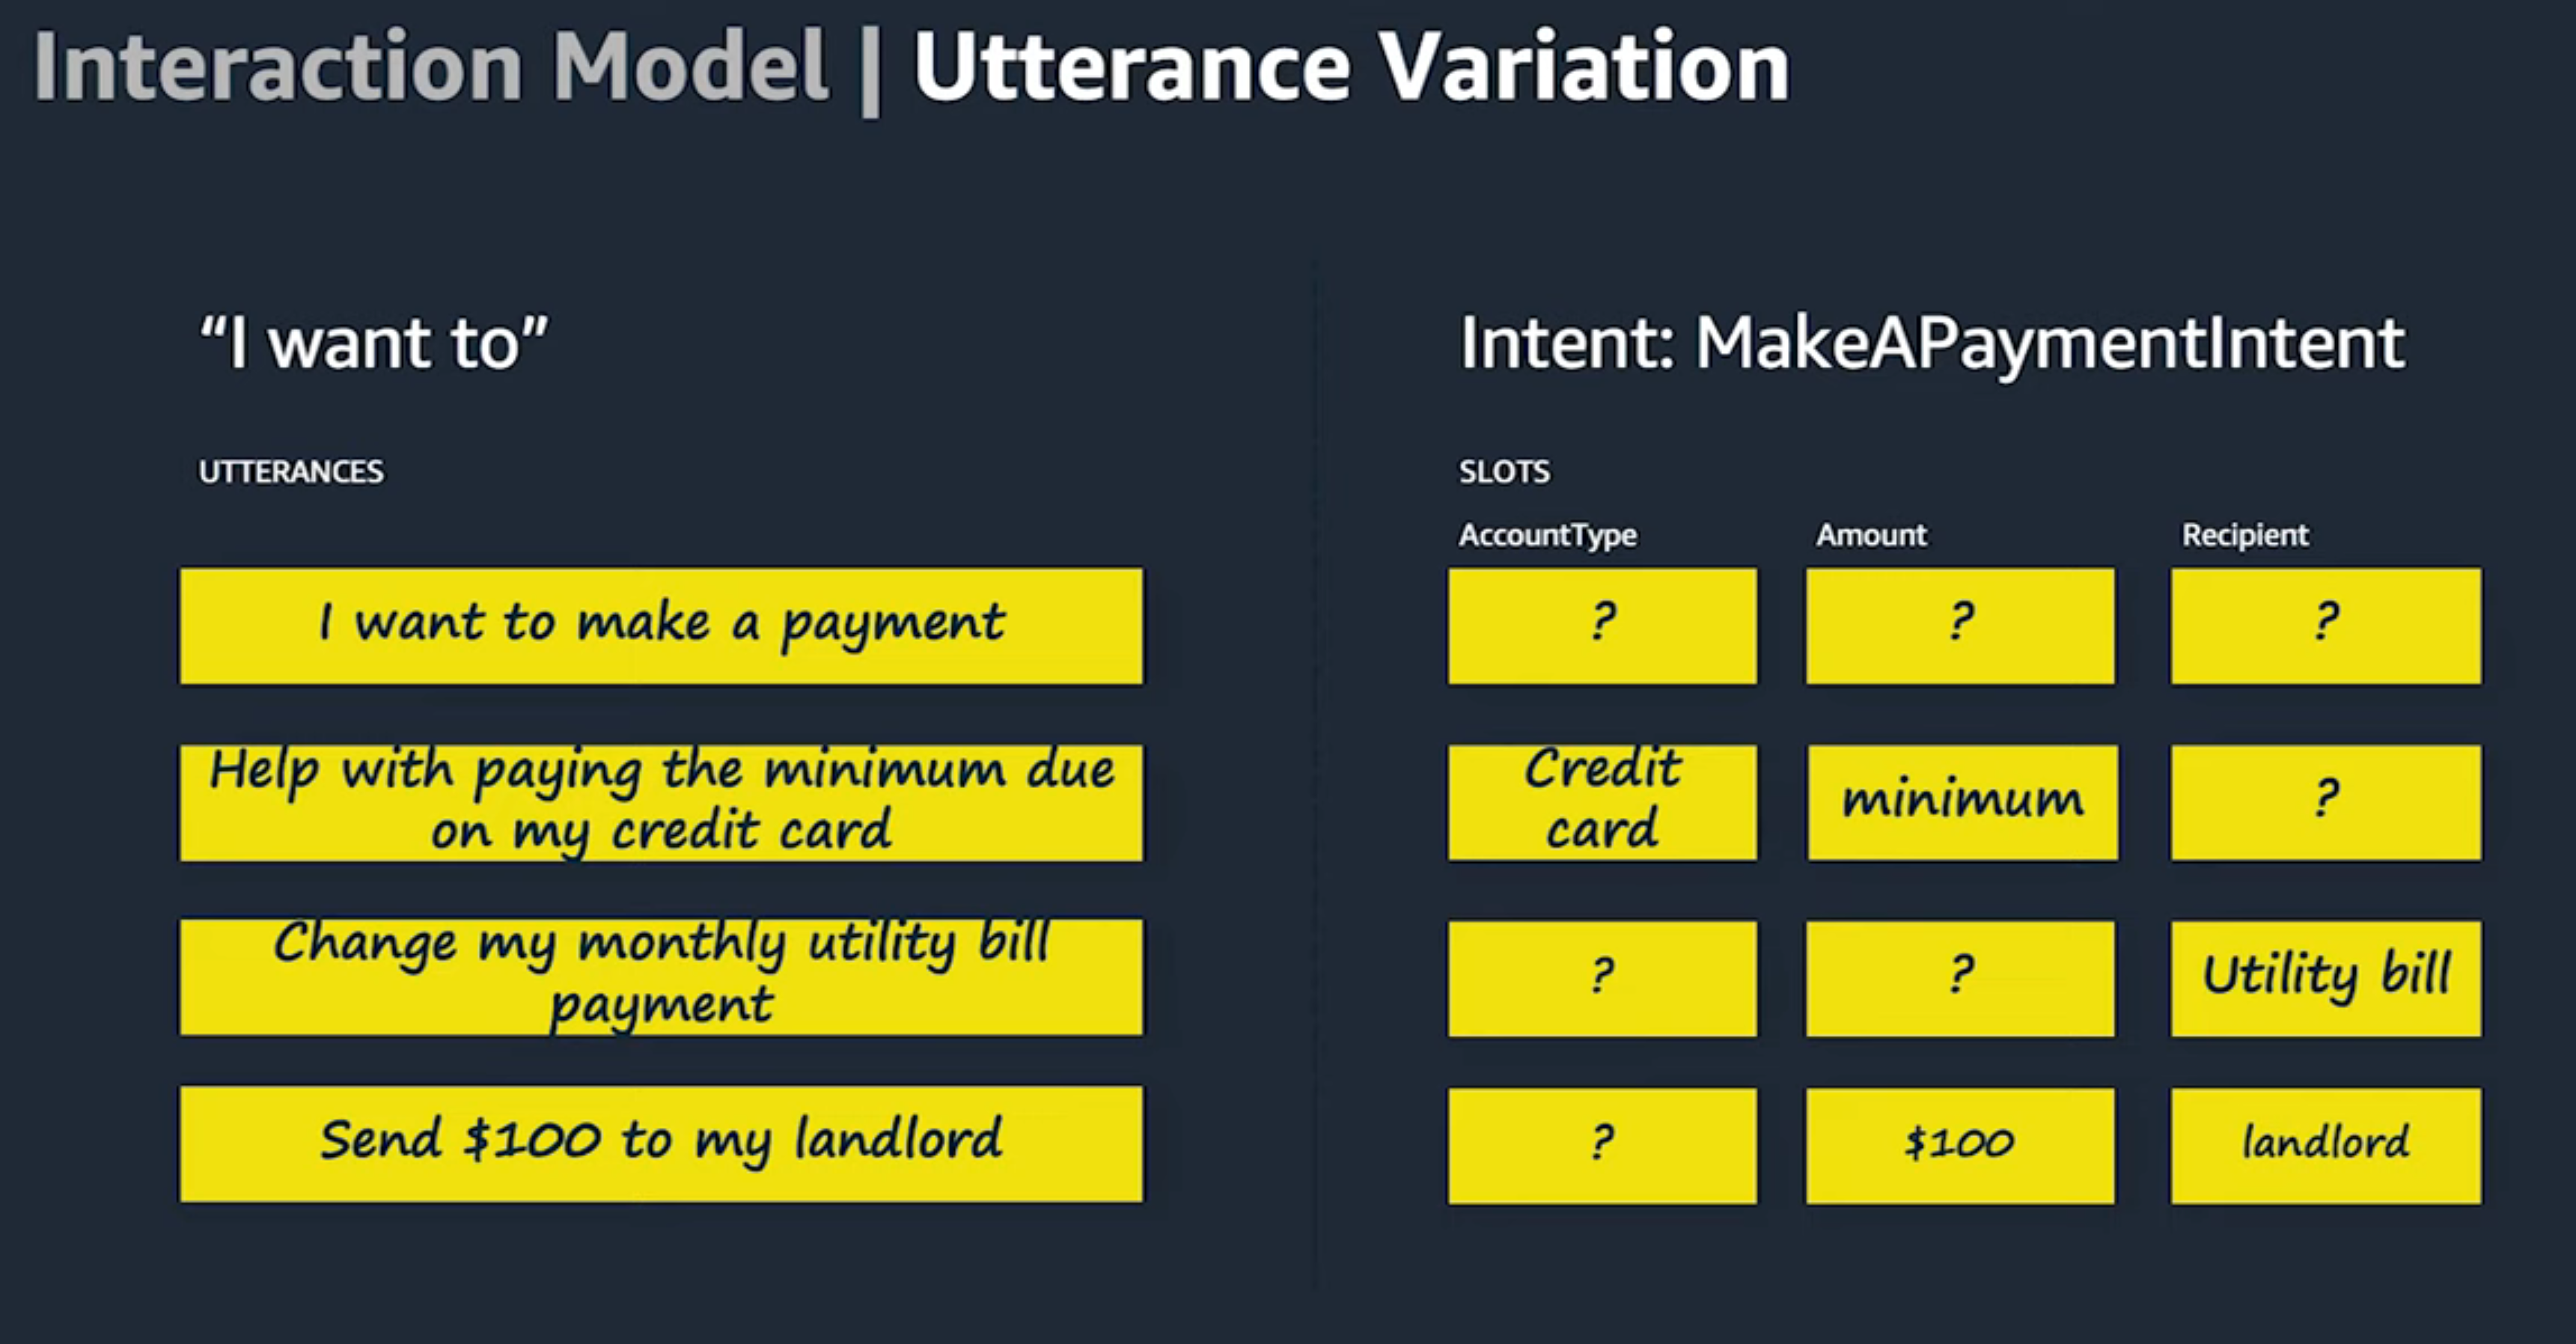 Interaction Model | Utterance Variation
“I want to”
UTTERANCES
I want to make a payment
Help with paying the minimum due
on my credit card
Change my monthly utility bill
payment
Send $100 to my landlord
Intent: MakeAPaymentIntent
SLOTS
AccountType Amount Recipient
? ? ?
Credit
card
minimum
?
? ? Utility bill
? $100 landlord